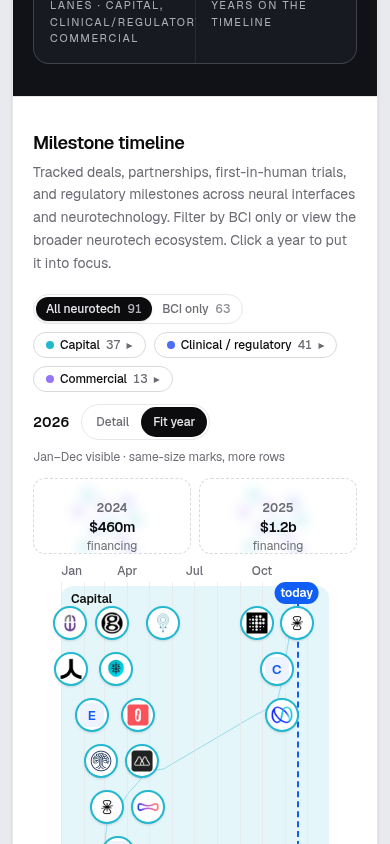 LANES · CAPITAL,
CLINICAL/REGULATOR
COMMERCIAL
YEARS ON THE
TIMELINE
Milestone timeline
Tracked deals, partnerships, first-in-human trials,
and regulatory milestones across neural interfaces
and neurotechnology. Filter by BCI only or view the
broader neurotech ecosystem. Click a year to put
it into focus.
All neurotech 91 BCI only 63
Capital 37 ▸ Clinical / regulatory 41 ▸
Commercial 13 ▸
2026 Detail Fit year
Jan–Dec visible · same-size marks, more rows
2024
$460m
financing
2025
$1.2b
financing
Jan Apr Jul Oct
today
Capital
C
E